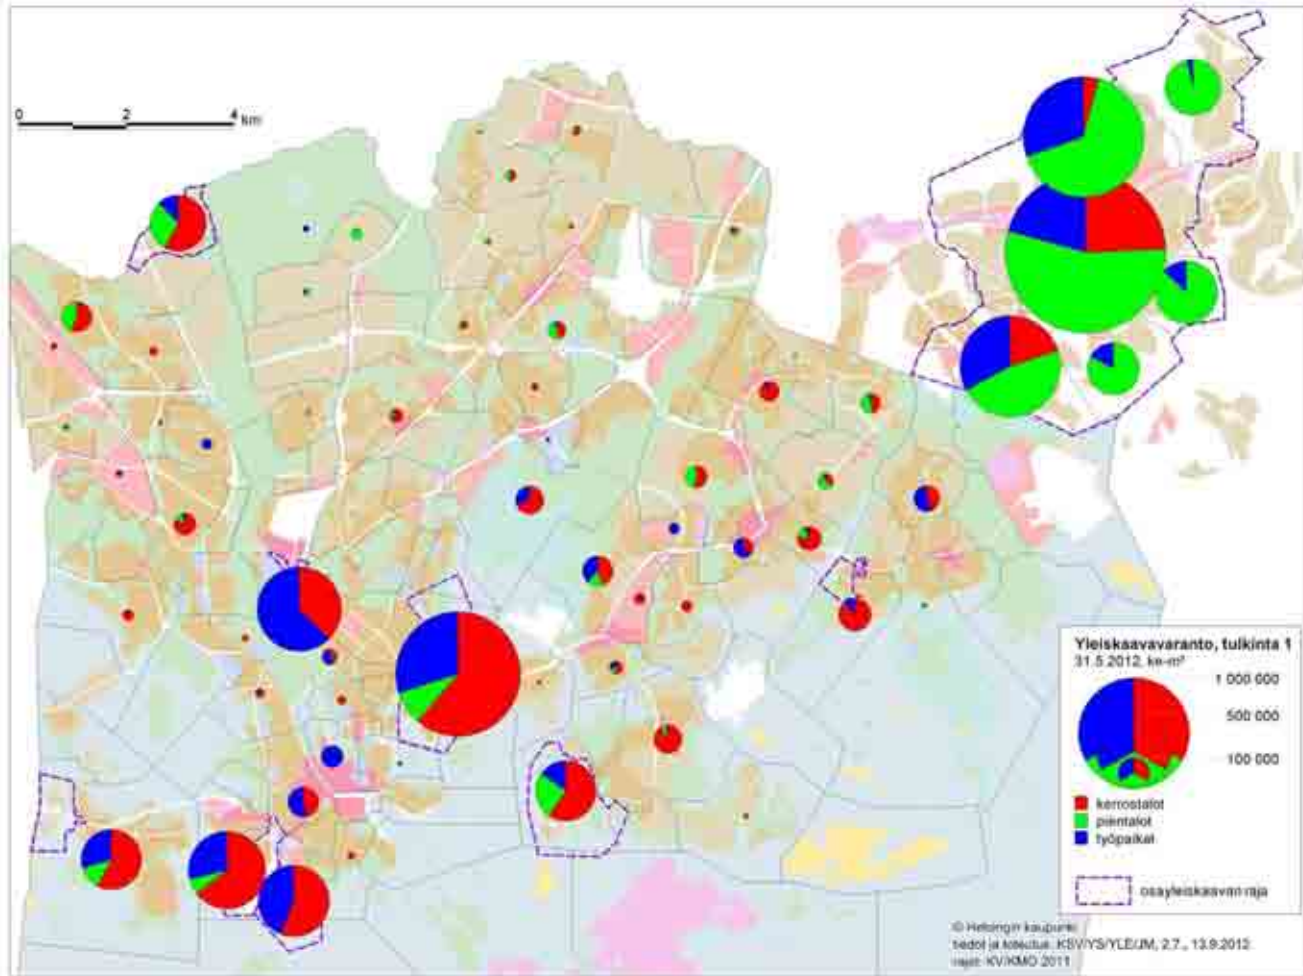 0 2 4 km
Yleiskaavavaranto, tulkinta 1
31.5.2012, ke-m²
1 000 000
500 000
100 000
kerrostalot
pientalot
työpaikat
osayleiskaavan raja
© Helsingin kaupunki
tiedot ja toteutus: KSV/YS/YLE/JM, 2.7., 13.9.2012
rajat: KV/KMO 2011